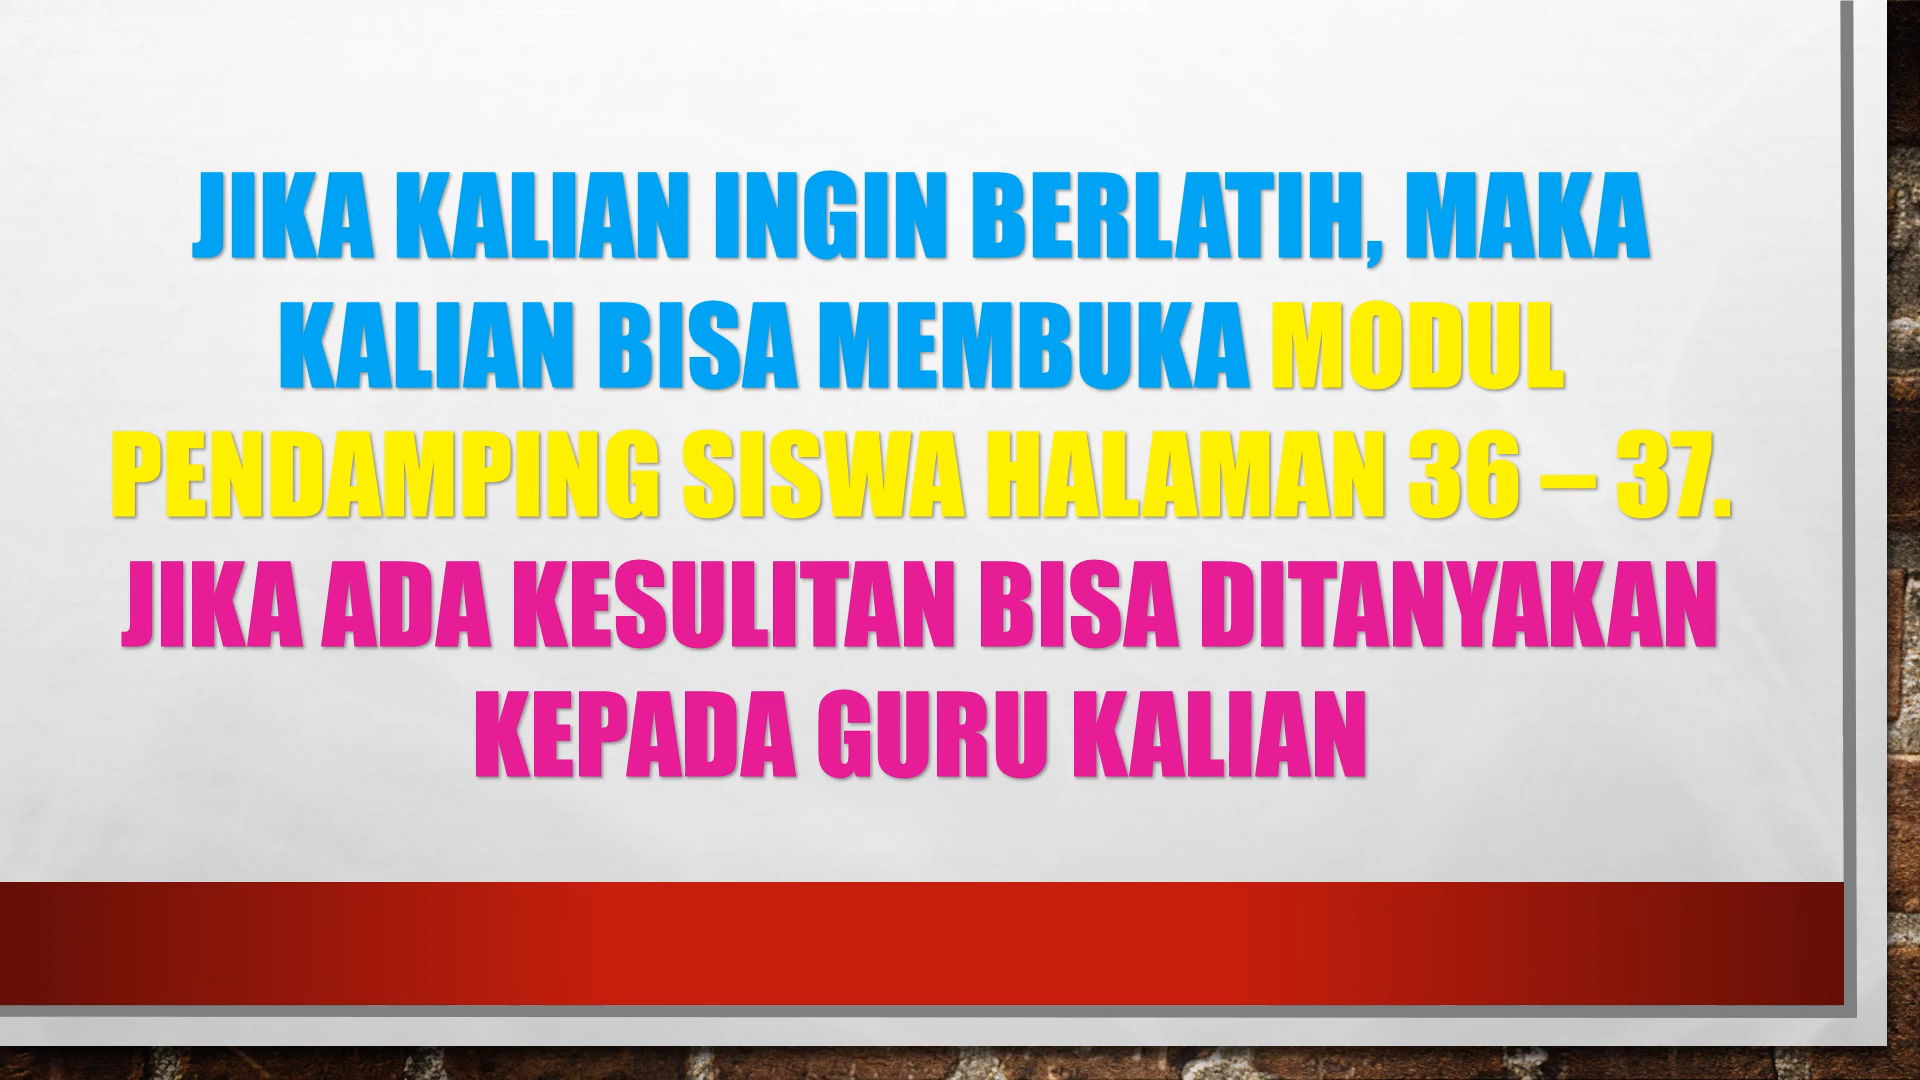 JIKA KALIAN INGIN BERLATIH, MAKA
KALIAN BISA MEMBUKA MODUL
PENDAMPING SISWA HALAMAN 36 – 37.
JIKA ADA KESULITAN BISA DITANYAKAN
KEPADA GURU KALIAN